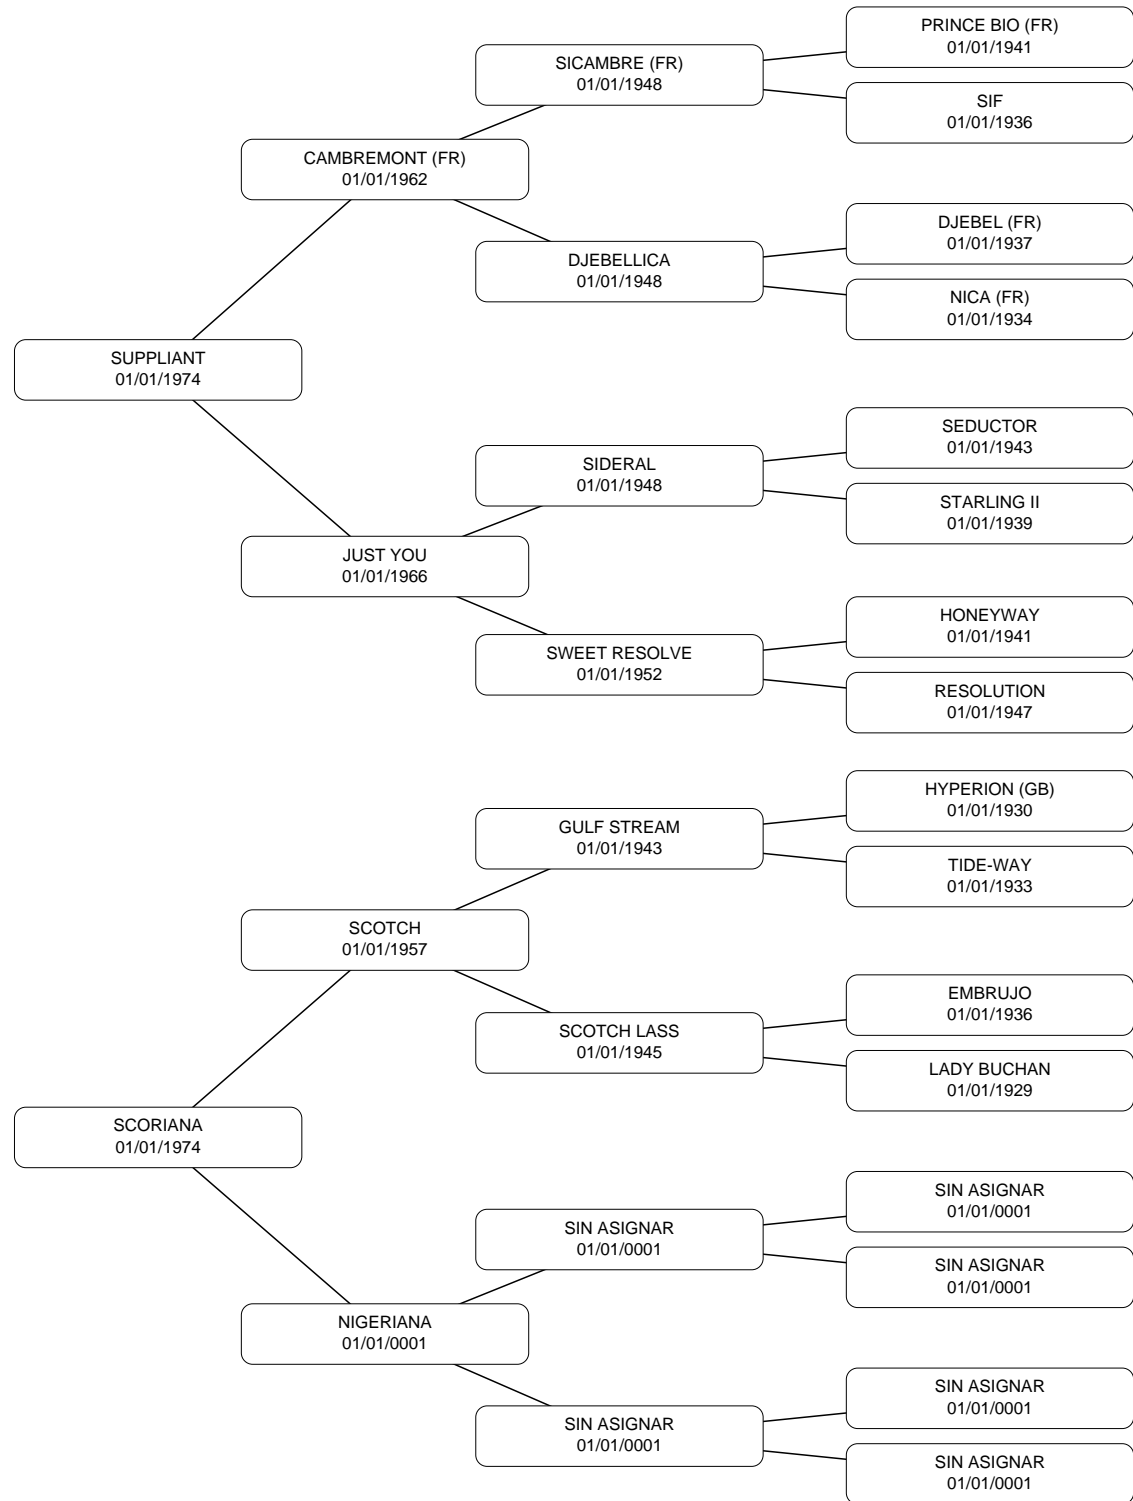 PRINCE BIO (FR)
01/01/1941
SICAMBRE (FR)
01/01/1948
SIF
01/01/1936
CAMBREMONT (FR)
01/01/1962
DJEBEL (FR)
01/01/1937
DJEBELLICA
01/01/1948
NICA (FR)
01/01/1934
SUPPLIANT
01/01/1974
SEDUCTOR
01/01/1943
SIDERAL
01/01/1948
STARLING II
01/01/1939
JUST YOU
01/01/1966
HONEYWAY
01/01/1941
SWEET RESOLVE
01/01/1952
RESOLUTION
01/01/1947
HYPERION (GB)
01/01/1930
GULF STREAM
01/01/1943
TIDE-WAY
01/01/1933
SCOTCH
01/01/1957
EMBRUJO
01/01/1936
SCOTCH LASS
01/01/1945
LADY BUCHAN
01/01/1929
SCORIANA
01/01/1974
SIN ASIGNAR
01/01/0001
SIN ASIGNAR
01/01/0001
SIN ASIGNAR
01/01/0001
NIGERIANA
01/01/0001
SIN ASIGNAR
01/01/0001
SIN ASIGNAR
01/01/0001
SIN ASIGNAR
01/01/0001